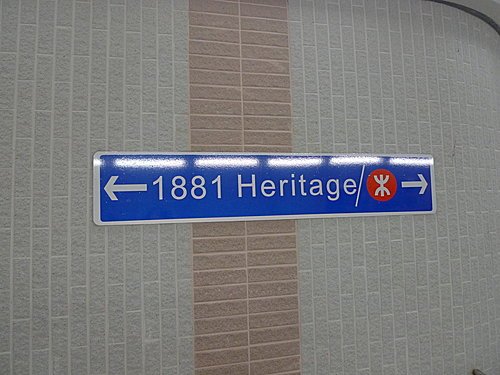 ← 1881 Heritage/ →